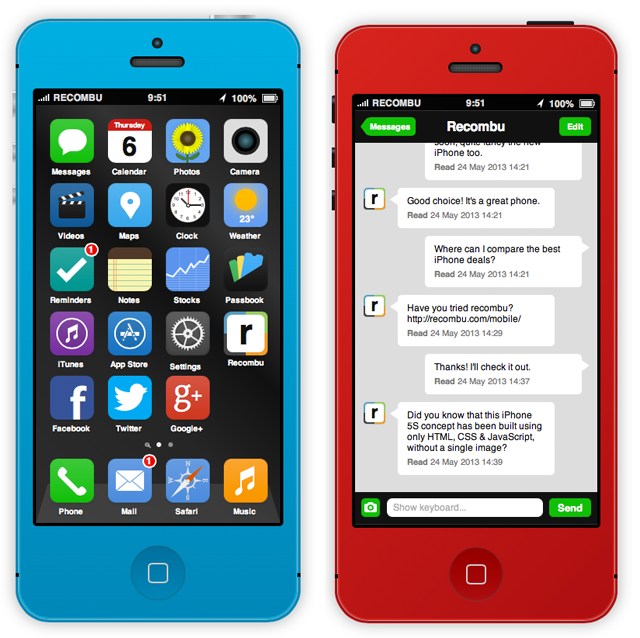 RECOMBU 9:51 100%
Thursday
6
Messages Calendar Photos Camera
23°
Videos Maps Clock Weather
1
Reminders Notes Stocks Passbook
r
iTunes App Store Settings Recombu
f g+
Facebook Twitter Google+
1
Phone Mail Safari Music
RECOMBU 9:51 100%
Messages Recombu Edit
soon, quite fancy the new
iPhone too.
Read 24 May 2013 14:21
r
Good choice! It's a great phone.
Read 24 May 2013 14:21
Where can I compare the best
iPhone deals?
Read 24 May 2013 14:21
r
Have you tried recombu?
http://recombu.com/mobile/
Read 24 May 2013 14:29
Thanks! I'll check it out.
Read 24 May 2013 14:37
r
Did you know that this iPhone
5S concept has been built using
only HTML, CSS & JavaScript,
without a single image?
Read 24 May 2013 14:39
Show keyboard... Send